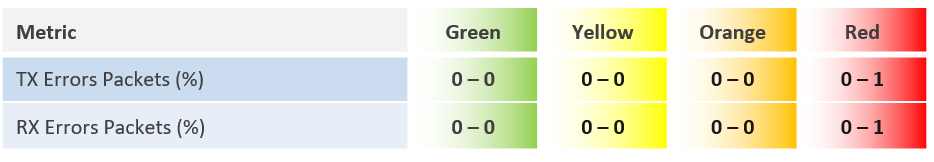 Metric Green Yellow Orange Red
TX Errors Packets (%) 0 – 0 0 – 0 0 – 0 0 – 1
RX Errors Packets (%) 0 – 0 0 – 0 0 – 0 0 – 1